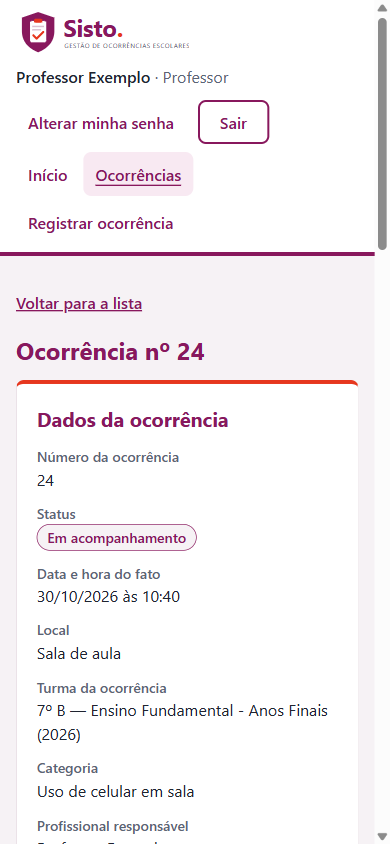 Sisto.
GESTÃO DE OCORRÊNCIAS ESCOLARES
Professor Exemplo · Professor
Alterar minha senha
Sair
Início
Ocorrências
Registrar ocorrência
Voltar para a lista
Ocorrência nº 24
Dados da ocorrência
Número da ocorrência
24
Status
Em acompanhamento
Data e hora do fato
30/10/2026 às 10:40
Local
Sala de aula
Turma da ocorrência
7º B — Ensino Fundamental - Anos Finais
(2026)
Categoria
Uso de celular em sala
Profissional responsável